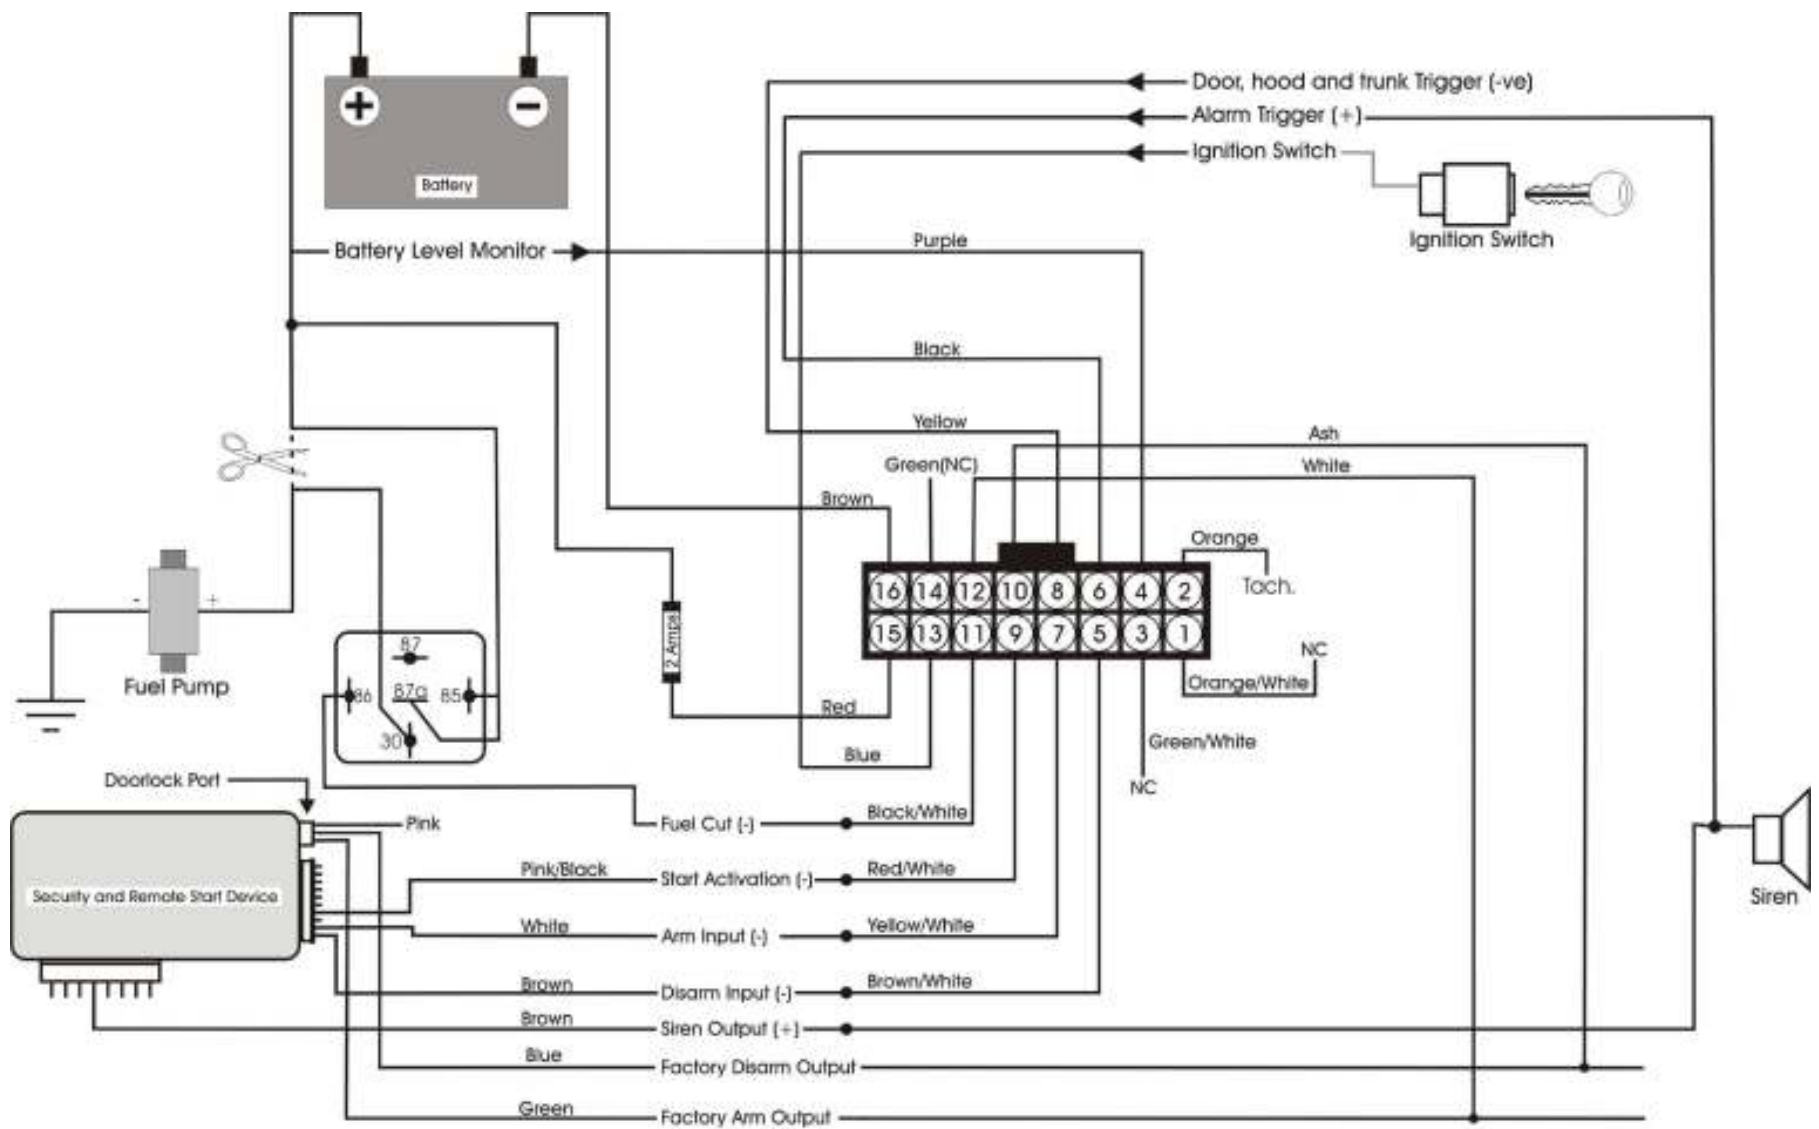 Door, hood and trunk Trigger (-ve)
Alarm Trigger (+)
Ignition Switch
+
-
Battery
Ignition Switch
Battery Level Monitor
Purple
Black
Yellow
Ash
White
Green(NC)
Brown
Orange
Tach.
16 14 12 10 8 6 4 2
15 13 11 9 7 5 3 1
- +
2 Amps
NC
Orange/White
Fuel Pump
87
86 87a 85
30
Red
Blue
Green/White
NC
Doorlock Port
Pink
Fuel Cut (-)
Black/White
Pink/Black
Start Activation (-)
Red/White
Security and Remote Start Device
Siren
White
Arm Input (-)
Yellow/White
Brown
Disarm Input (-)
Brown/White
Brown
Siren Output (+)
Blue
Factory Disarm Output
Green
Factory Arm Output